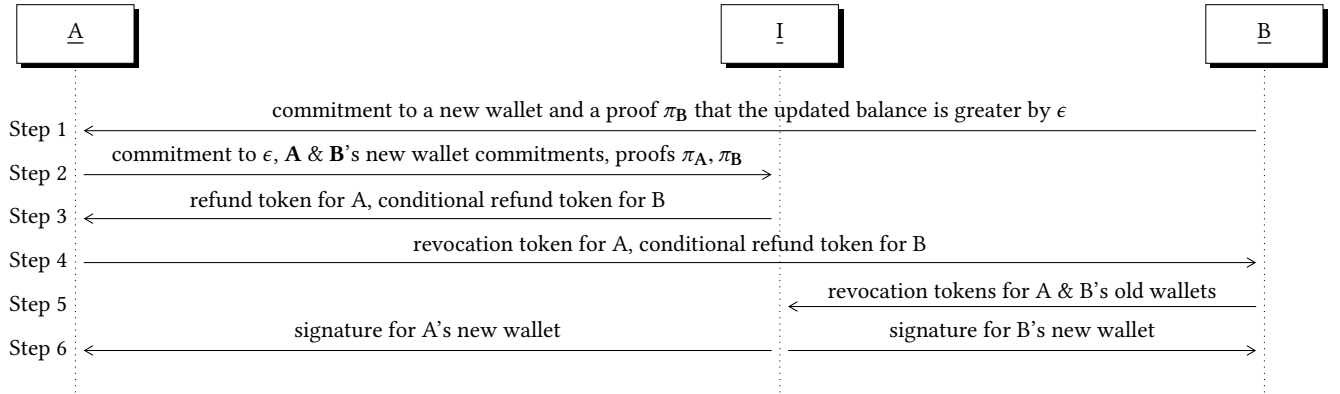 A I B
commitment to a new wallet and a proof π_B that the updated balance is greater by ϵ
Step 1
commitment to ϵ, A & B's new wallet commitments, proofs π_A, π_B
Step 2
refund token for A, conditional refund token for B
Step 3
revocation token for A, conditional refund token for B
Step 4
revocation tokens for A & B's old wallets
Step 5
signature for A's new wallet signature for B's new wallet
Step 6